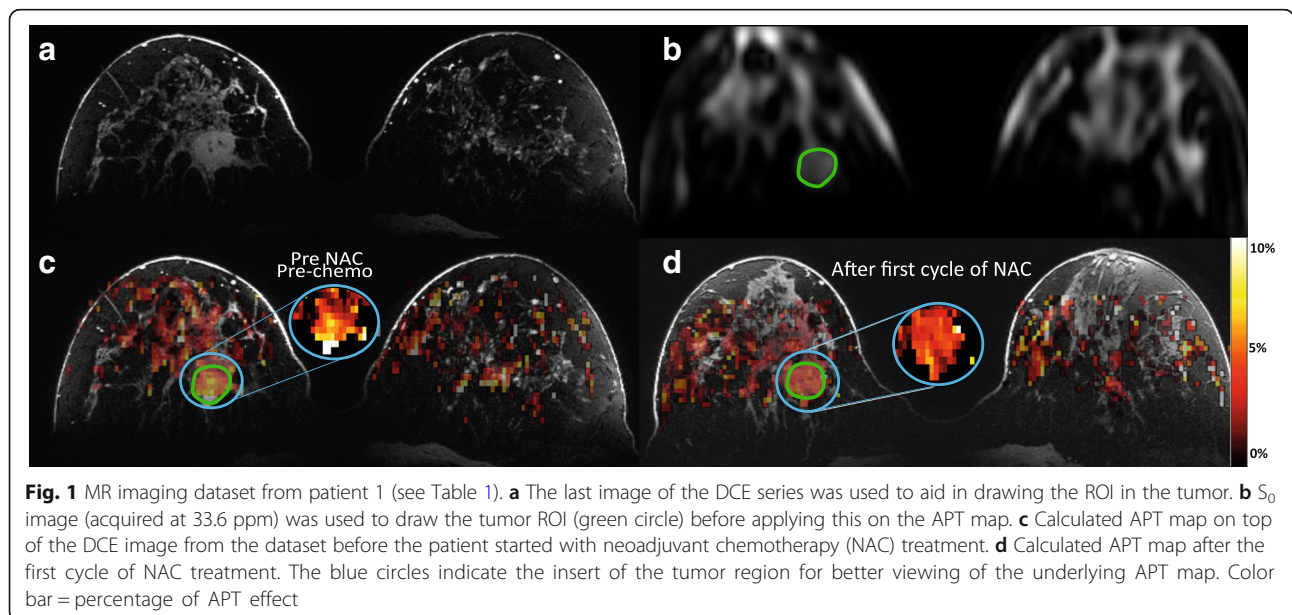 a
b
c
Pre NAC
Pre-chemo
d
After first cycle of NAC
10%
5%
0%
Fig. 1 MR imaging dataset from patient 1 (see Table 1). a The last image of the DCE series was used to aid in drawing the ROI in the tumor. b S₀
image (acquired at 33.6 ppm) was used to draw the tumor ROI (green circle) before applying this on the APT map. c Calculated APT map on top
of the DCE image from the dataset before the patient started with neoadjuvant chemotherapy (NAC) treatment. d Calculated APT map after the
first cycle of NAC treatment. The blue circles indicate the insert of the tumor region for better viewing of the underlying APT map. Color
bar = percentage of APT effect